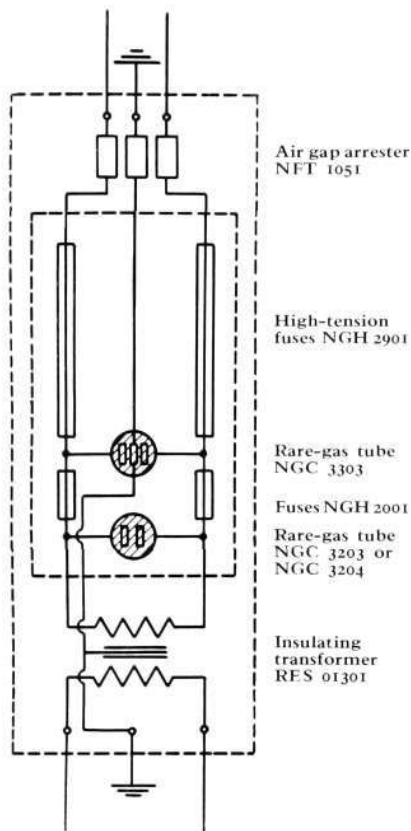 Air gap arrester
NFT 1051
High-tension
fuses NGH 2901
Rare-gas tube
NGC 3303
Fuses NGH 2001
Rare-gas tube
NGC 3203 or
NGC 3204
Insulating
transformer
RES 01301